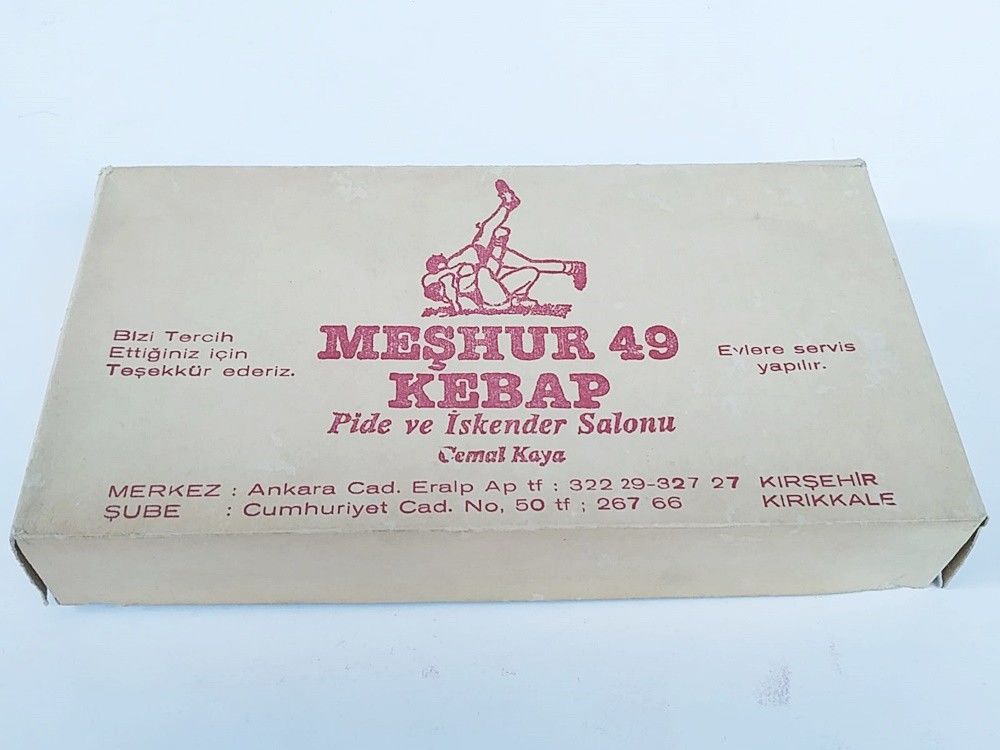 Bizi Tercih
Ettiğiniz için
Teşekkür ederiz.
MEŞHUR 49
KEBAP
Pide ve İskender Salonu
Cemal Kaya
Evlere servis
yapılır.
MERKEZ : Ankara Cad. Eralp Ap tf : 322 29-327 27 KIRŞEHİR
ŞUBE : Cumhuriyet Cad. No, 50 tf ; 267 66 KIRIKKALE